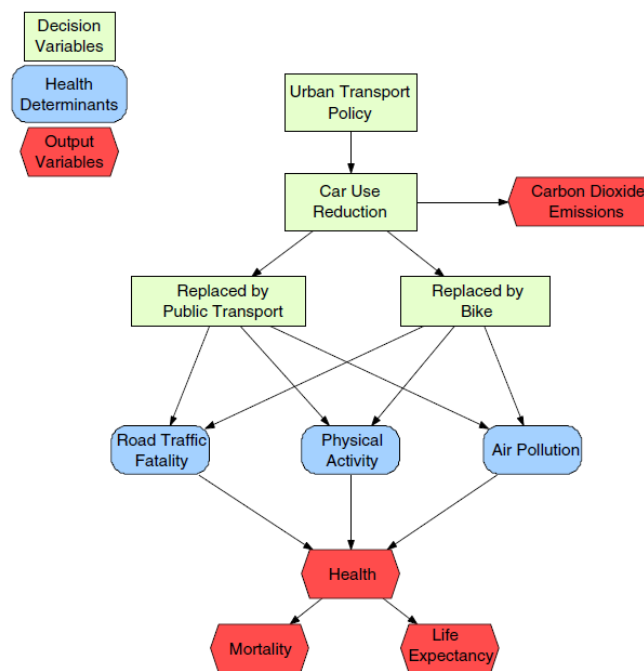 Decision
Variables
Health
Determinants
Output
Variables
Urban Transport
Policy
Car Use
Reduction
Carbon Dioxide
Emissions
Replaced by
Public Transport
Replaced by
Bike
Road Traffic
Fatality
Physical
Activity
Air Pollution
Health
Mortality
Life
Expectancy